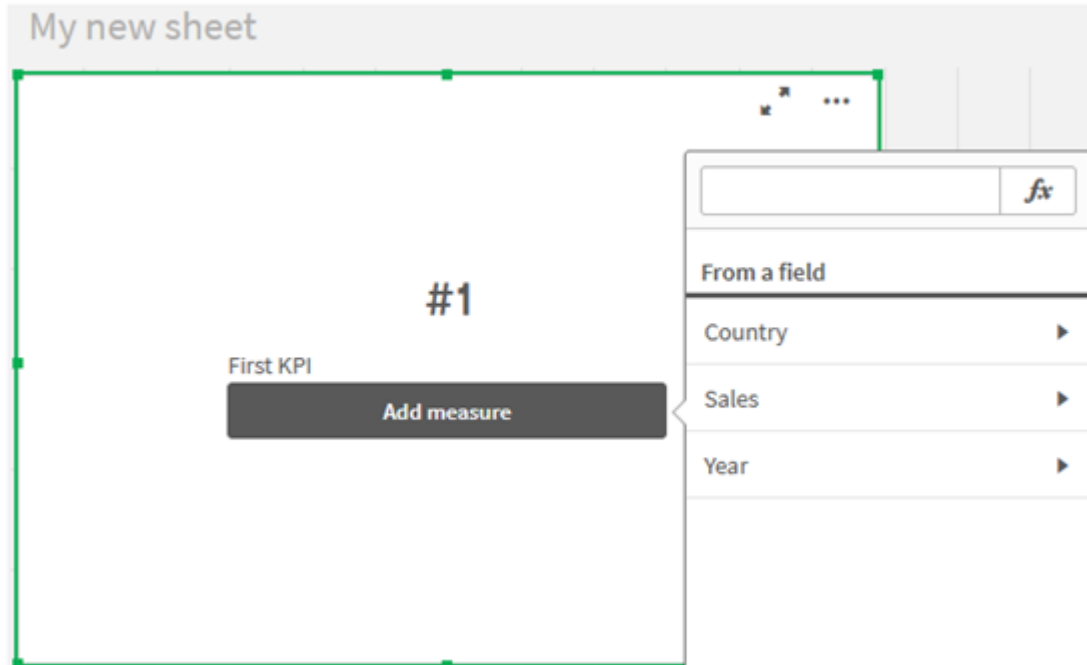 My new sheet
fx
From a field
#1
Country
First KPI
Sales
Add measure
Year